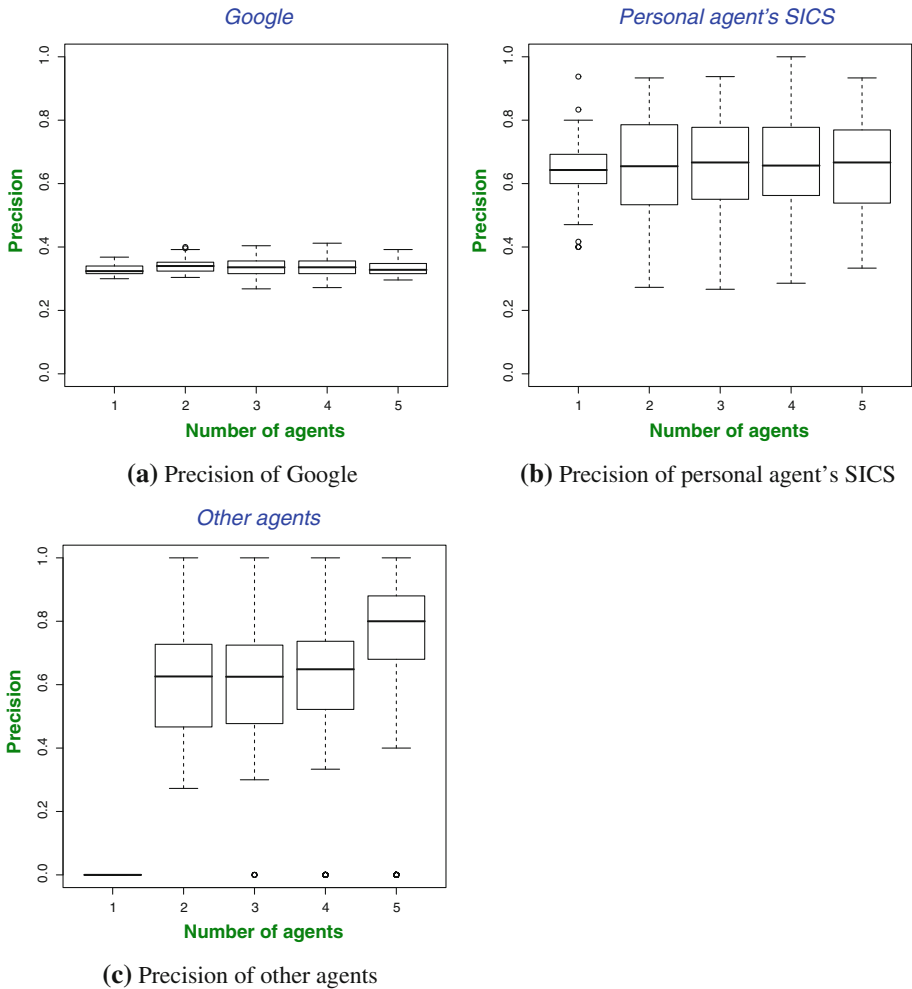 Google
Personal agent's SICS
1.0
0.8
0.6
0.4
0.2
0.0
Precision
1 2 3 4 5
Number of agents
1.0
0.8
0.6
0.4
0.2
0.0
Precision
1 2 3 4 5
Number of agents
(a) Precision of Google
(b) Precision of personal agent's SICS
Other agents
1.0
0.8
0.6
0.4
0.2
0.0
Precision
1 2 3 4 5
Number of agents
(c) Precision of other agents